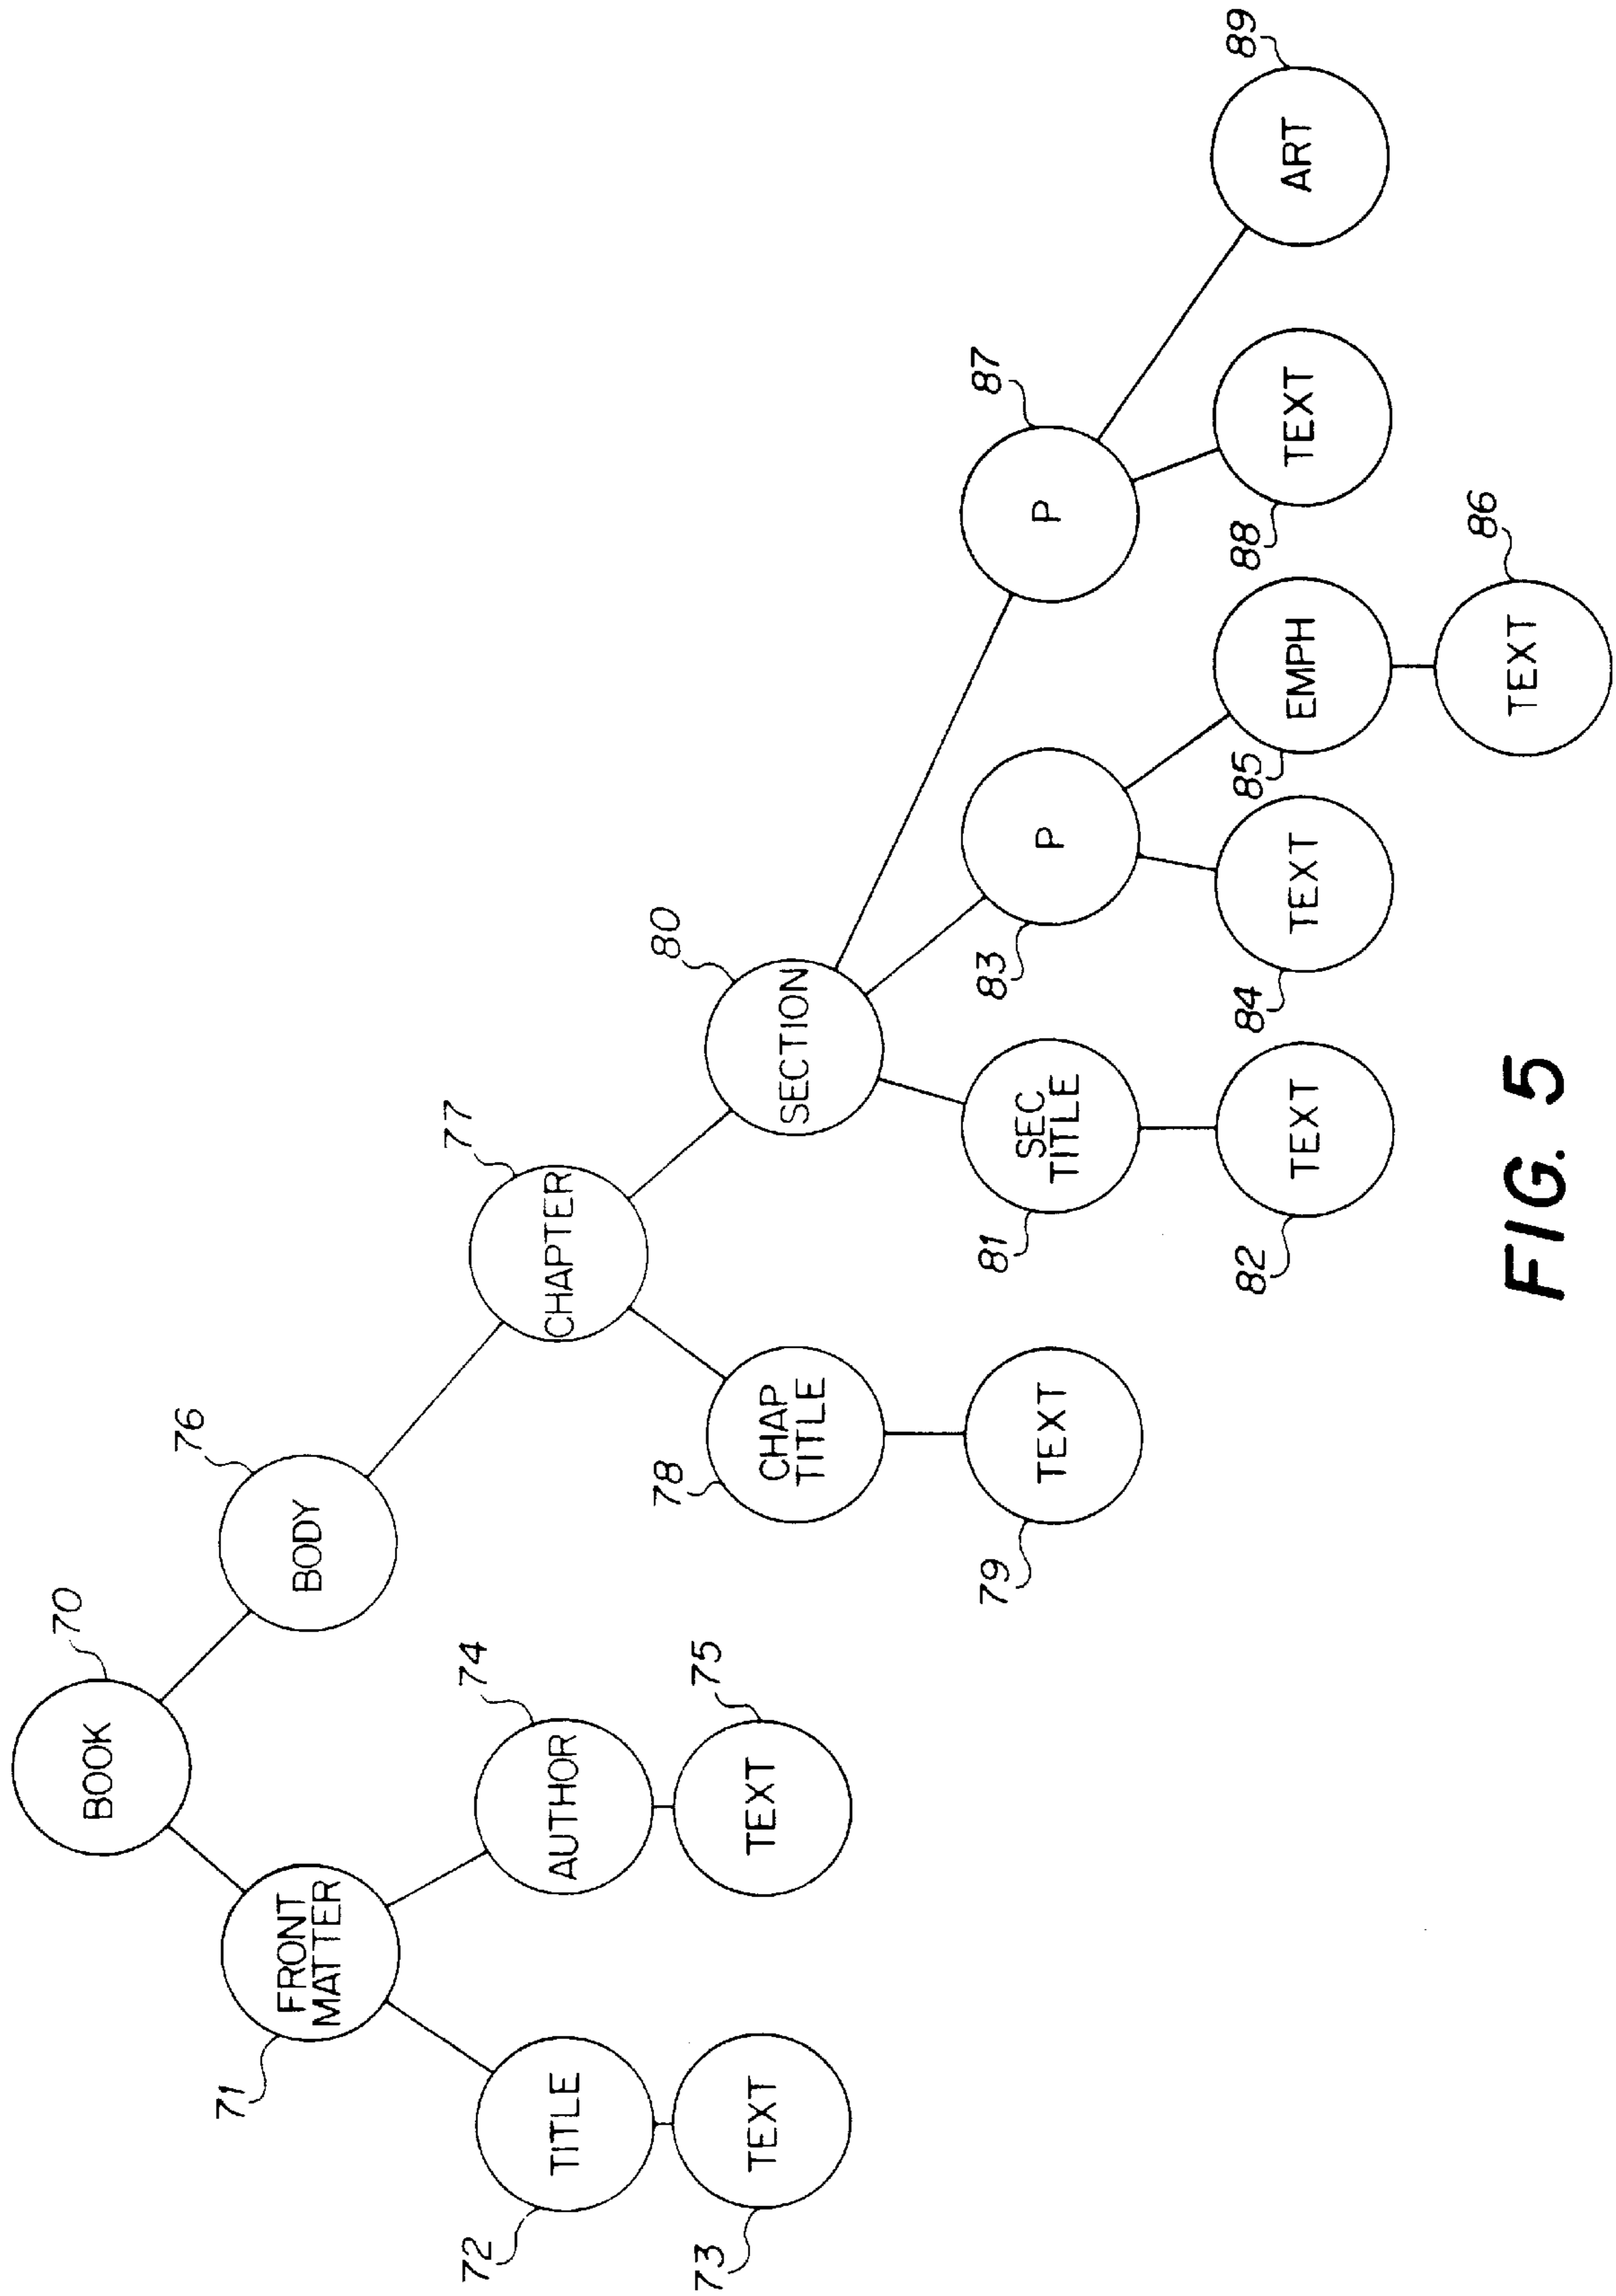 70
BOOK
71
FRONT
MATTER
76
BODY
72
TITLE
74
AUTHOR
77
CHAPTER
73
TEXT
75
TEXT
78
CHAP
TITLE
80
SECTION
79
TEXT
81
SEC
TITLE
83
P
87
P
82
TEXT
84
TEXT
85
EMPH
88
TEXT
89
ART
86
TEXT
FIG. 5